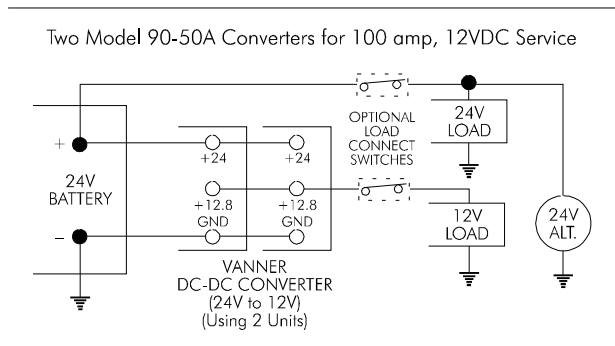 Two Model 90-50A Converters for 100 amp, 12VDC Service
OPTIONAL
LOAD
CONNECT
SWITCHES
24V
LOAD
+
+24
+24
24V
BATTERY
+12.8
GND
+12.8
GND
12V
LOAD
24V
ALT.
–
VANNER
DC-DC CONVERTER
(24V to 12V)
(Using 2 Units)